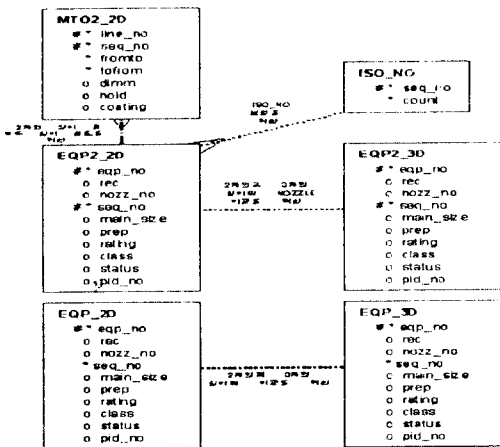 MTO2_2D
# * line_no
# * seq_no
* fromto
* tofrom
o dimm
o hold
o coating
ISO_NO
# * seq_no
* count
ISO_NO
EQP2_2D
# * eqp_no
o rec
o nozz_no
# * seq_no
o main_size
o prep
o rating
o class
o status
o pid_no
EQP2_3D
# * eqp_no
o rec
o nozz_no
# * seq_no
o main_size
o prep
o rating
o class
o status
o pid_no
NOZZLE
EQP_2D
# * eqp_no
o rec
o nozz_no
* seq_no
o main_size
o prep
o rating
o class
o status
o pid_no
EQP_3D
# * eqp_no
o rec
o nozz_no
* seq_no
o main_size
o prep
o rating
o class
o status
o pid_no